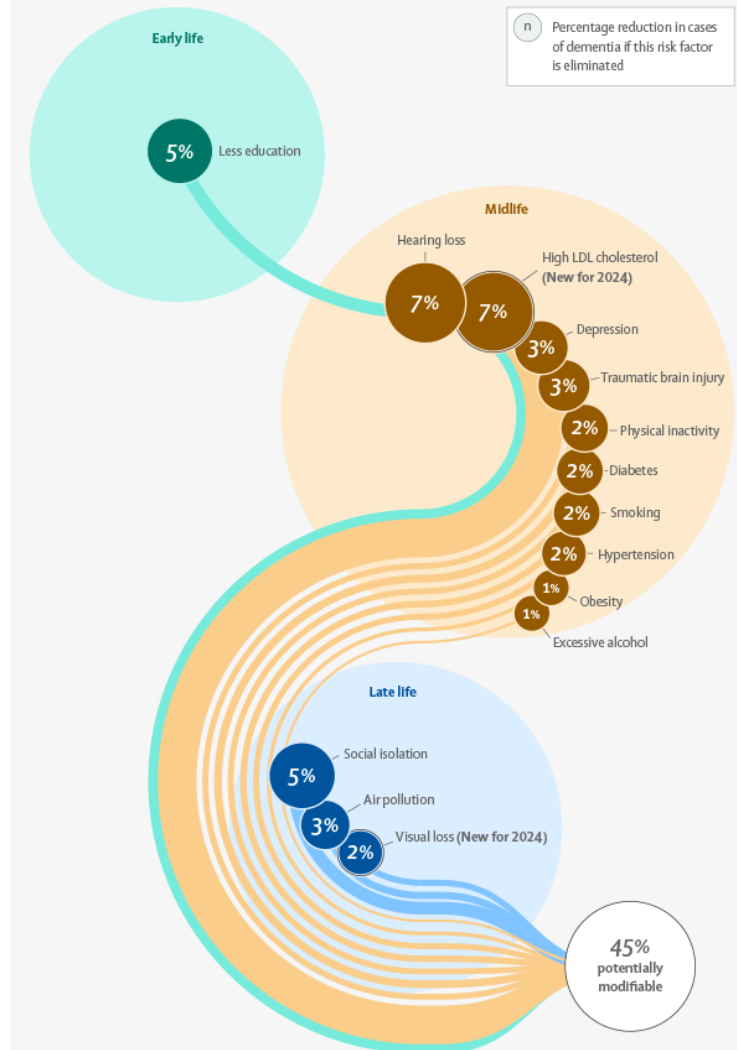 Early life
n
Percentage reduction in cases
of dementia if this risk factor
is eliminated
5%
Less education
Midlife
Hearing loss
7%
High LDL cholesterol
(New for 2024)
7%
Depression
3%
Traumatic brain injury
3%
Physical inactivity
2%
Diabetes
2%
Smoking
2%
Hypertension
2%
Obesity
1%
Excessive alcohol
1%
Late life
Social isolation
5%
Air pollution
3%
Visual loss (New for 2024)
2%
45%
potentially
modifiable